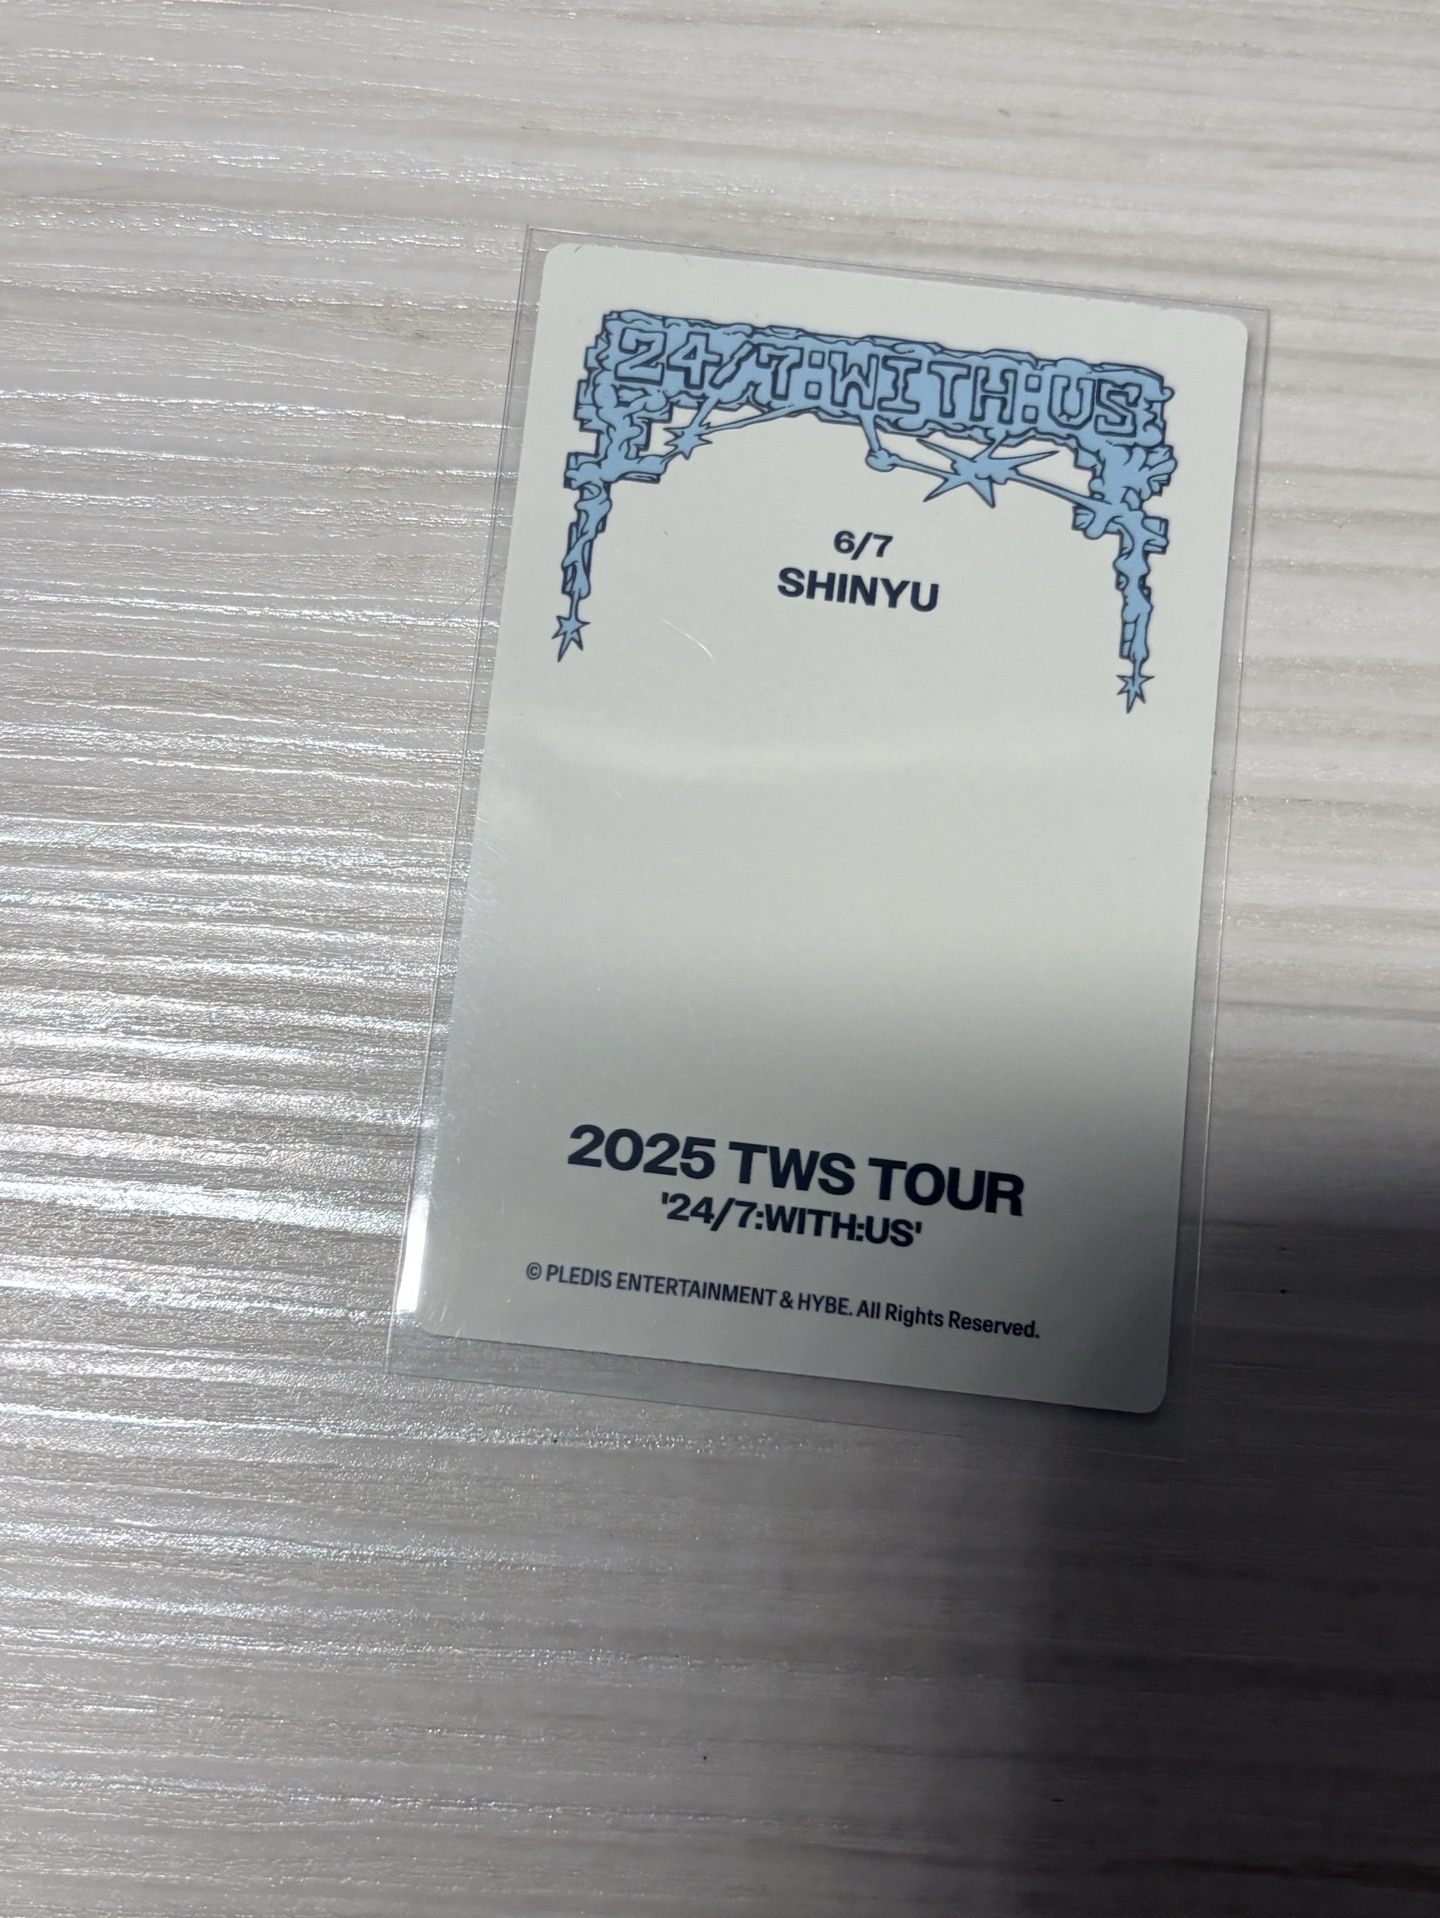 24/7:WITH:US
6/7
SHINYU
2025 TWS TOUR
'24/7:WITH:US'
© PLEDIS ENTERTAINMENT & HYBE. All Rights Reserved.